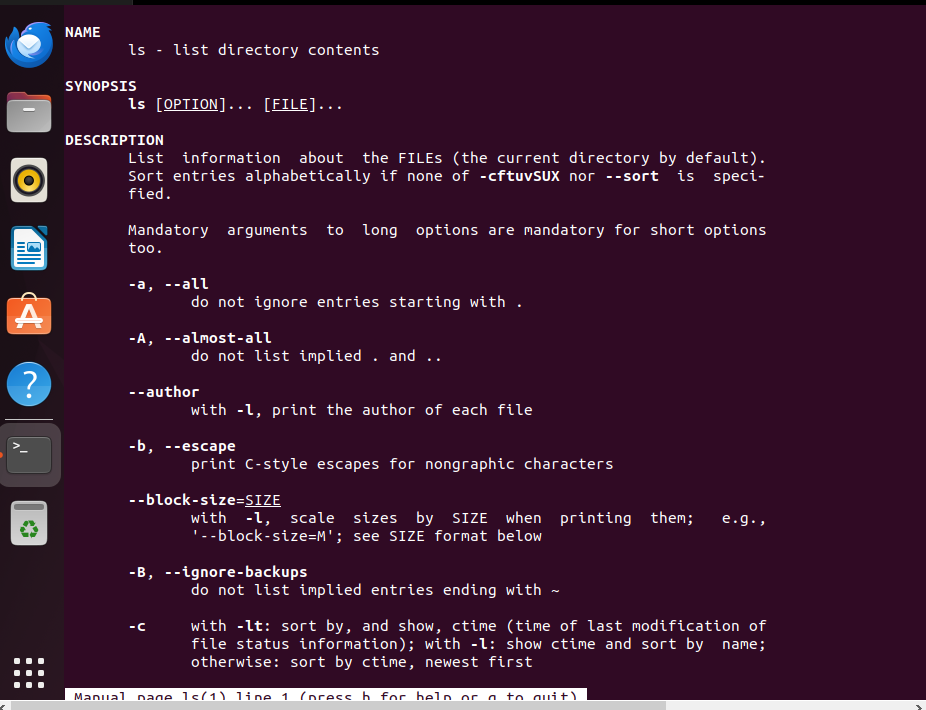 NAME
ls - list directory contents
SYNOPSIS
ls [OPTION]... [FILE]...
DESCRIPTION
List information about the FILEs (the current directory by default).
Sort entries alphabetically if none of -cftuvSUX nor --sort is speci-
fied.
Mandatory arguments to long options are mandatory for short options
too.
-a, --all
do not ignore entries starting with .
-A, --almost-all
do not list implied . and ..
--author
with -l, print the author of each file
-b, --escape
print C-style escapes for nongraphic characters
--block-size=SIZE
with -l, scale sizes by SIZE when printing them; e.g.,
'--block-size=M'; see SIZE format below
-B, --ignore-backups
do not list implied entries ending with ~
-c with -lt: sort by, and show, ctime (time of last modification of
file status information); with -l: show ctime and sort by name;
otherwise: sort by ctime, newest first
Manual page ls(1) line 1 (press h for help or q to quit)